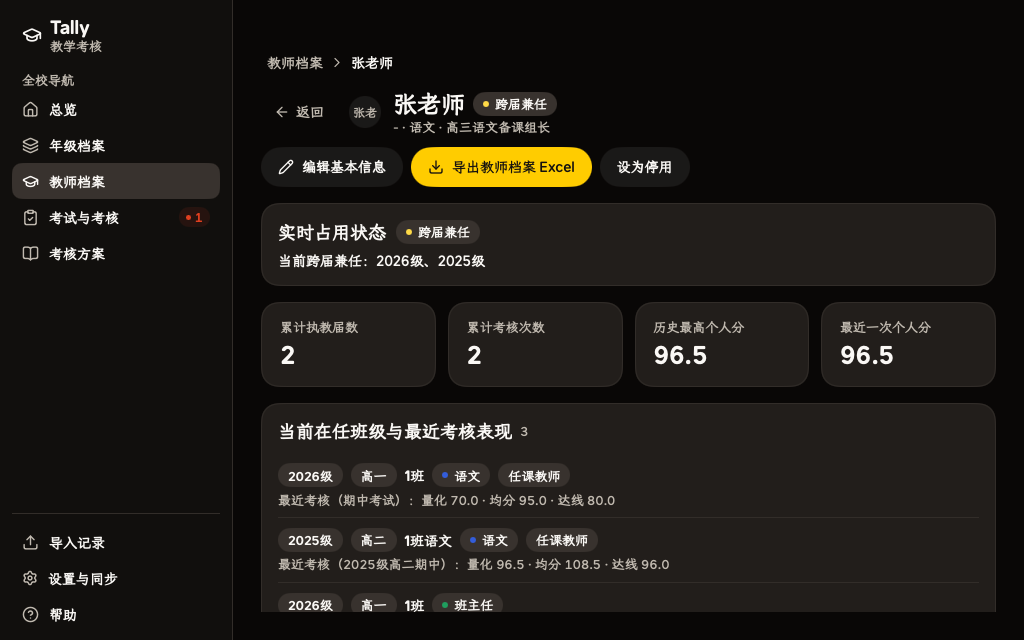 Tally
教学考核
全校导航
总览
年级档案
教师档案
考试与考核 1
考核方案
导入记录
设置与同步
帮助
教师档案 > 张老师
返回 张老 张老师 跨届兼任
- · 语文 · 高三语文备课组长
编辑基本信息 导出教师档案 Excel 设为停用
实时占用状态 跨届兼任
当前跨届兼任：2026级、2025级
累计执教届数 累计考核次数 历史最高个人分 最近一次个人分
2 2 96.5 96.5
当前在任班级与最近考核表现 3
2026级 高一 1班 语文 任课教师
最近考核（期中考试）：量化 70.0 · 均分 95.0 · 达线 80.0
2025级 高二 1班语文 语文 任课教师
最近考核（2025级高二期中）：量化 96.5 · 均分 108.5 · 达线 96.0
2026级 高一 1班 班主任